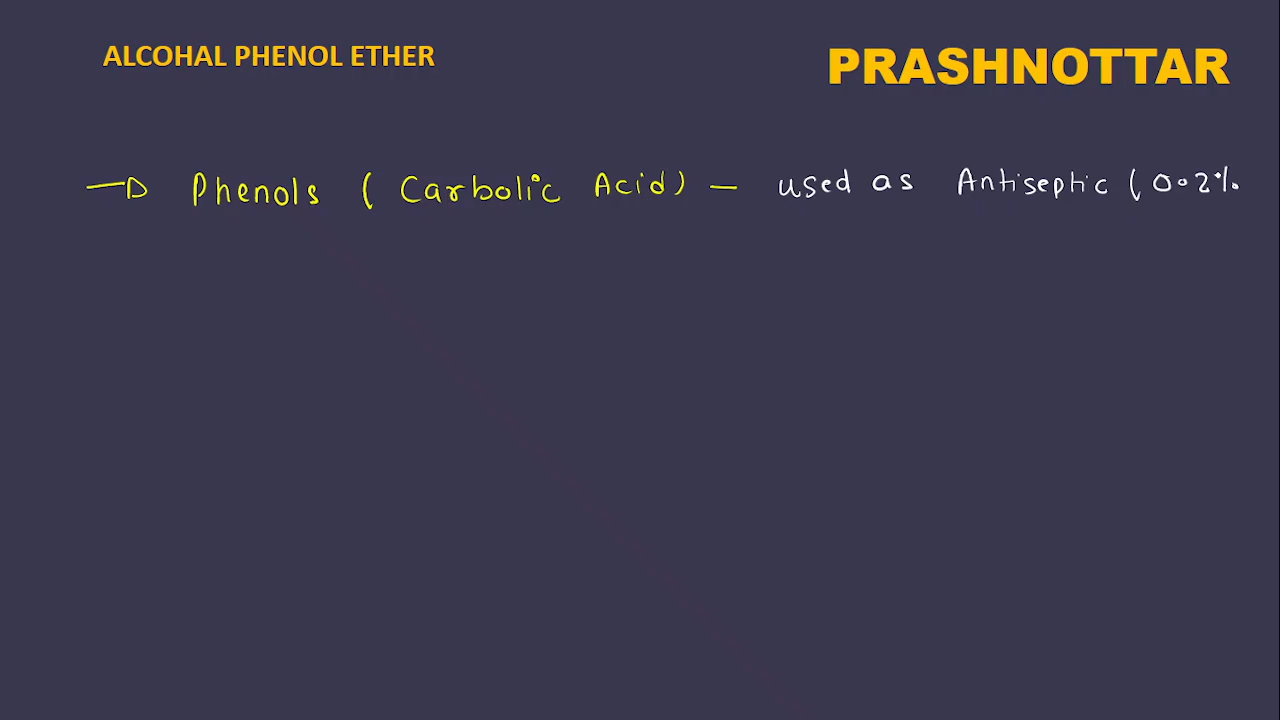 ALCOHAL PHENOL ETHER
PRASHNOTTAR
Phenols (Carbolic Acid) — used as Antiseptic (0.2%